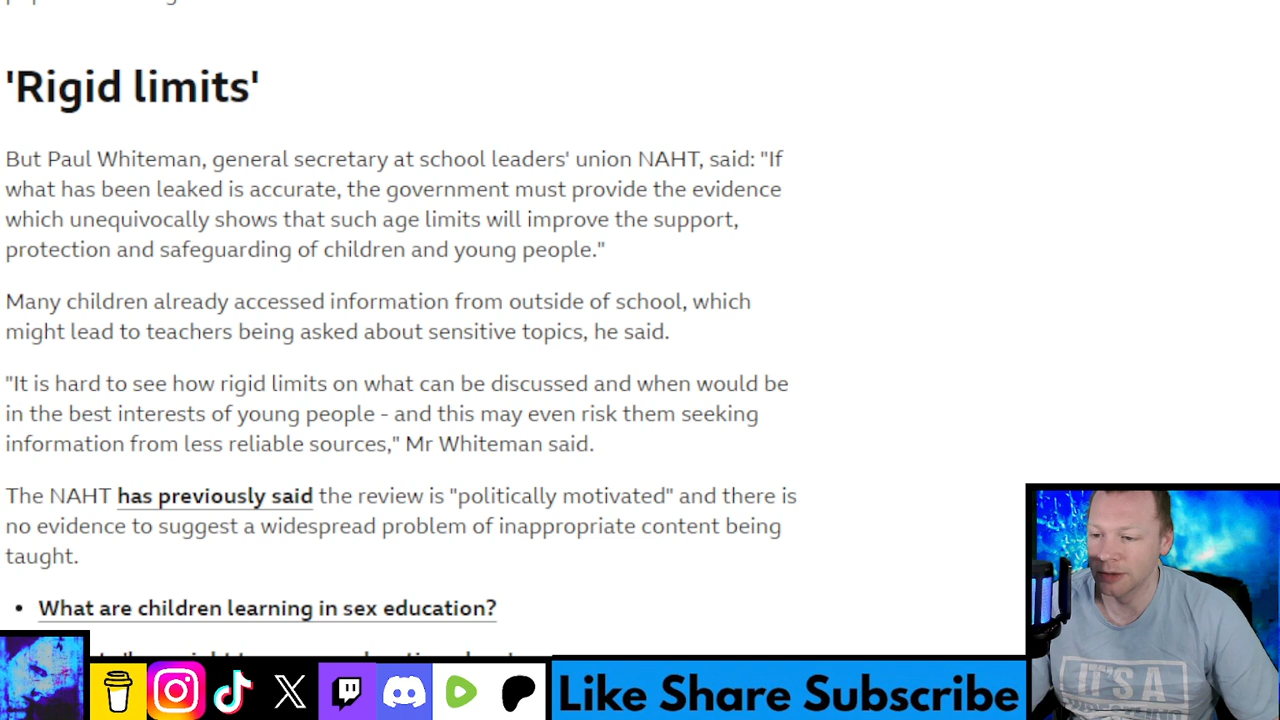 'Rigid limits'
But Paul Whiteman, general secretary at school leaders' union NAHT, said: "If
what has been leaked is accurate, the government must provide the evidence
which unequivocally shows that such age limits will improve the support,
protection and safeguarding of children and young people."
Many children already accessed information from outside of school, which
might lead to teachers being asked about sensitive topics, he said.
"It is hard to see how rigid limits on what can be discussed and when would be
in the best interests of young people - and this may even risk them seeking
information from less reliable sources," Mr Whiteman said.
The NAHT has previously said the review is "politically motivated" and there is
no evidence to suggest a widespread problem of inappropriate content being
taught.
• What are children learning in sex education?
IT'S A
Like Share Subscribe